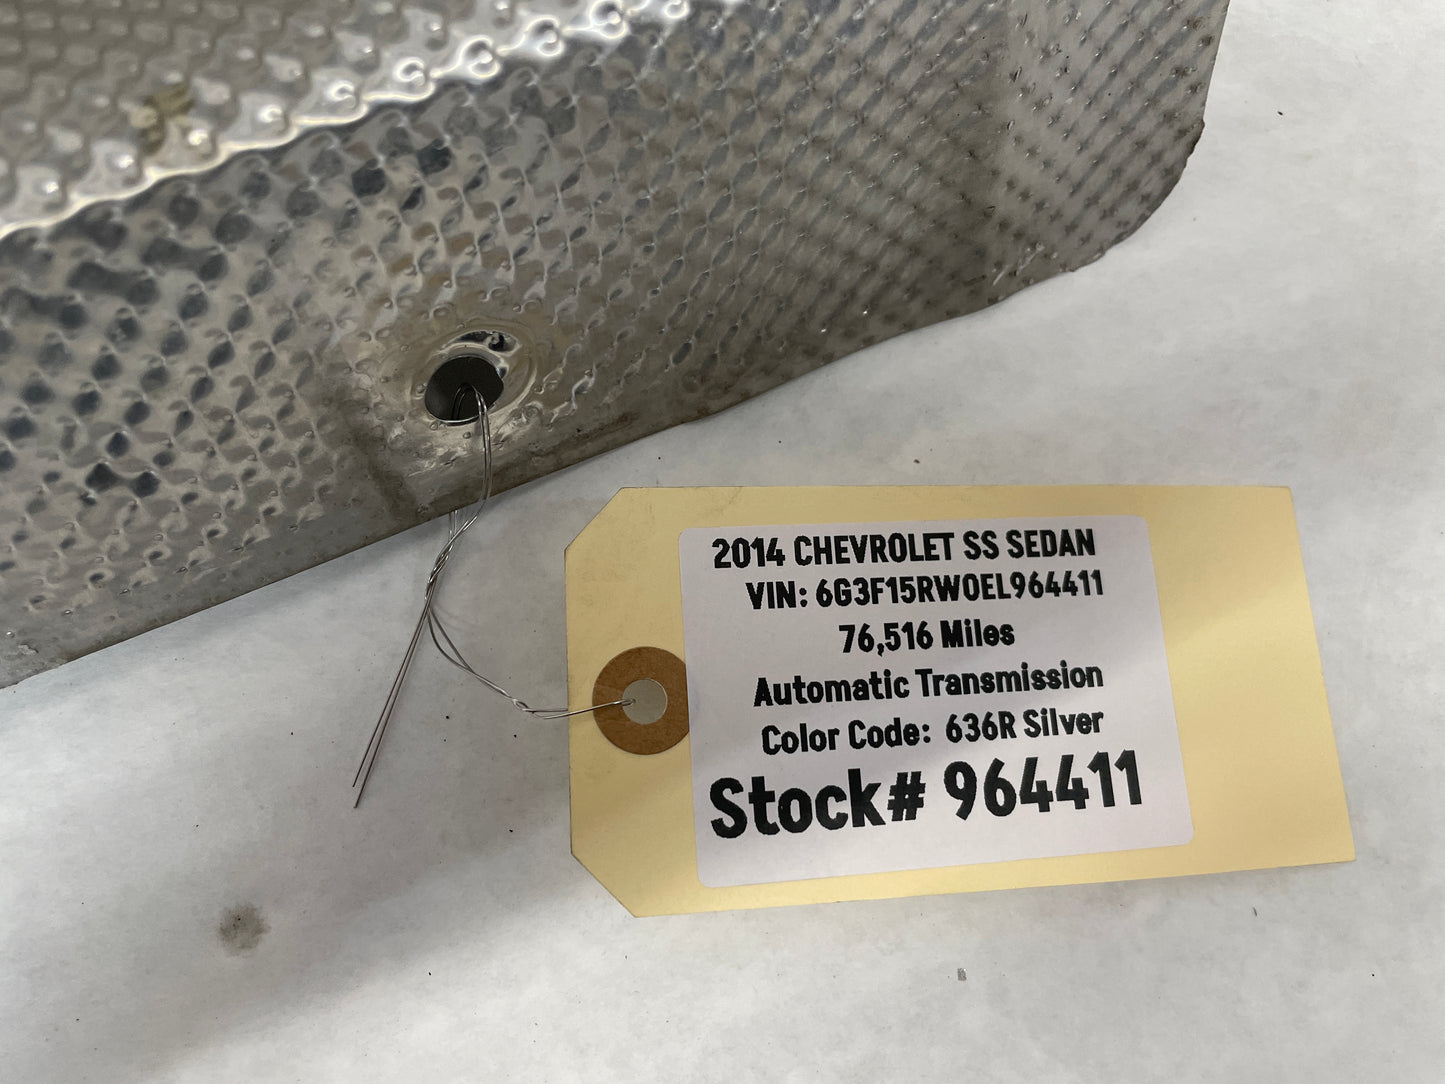 2014 CHEVROLET SS SEDAN
VIN: 6G3F15RW0EL964411
76,516 Miles
Automatic Transmission
Color Code: 636R Silver
Stock# 964411